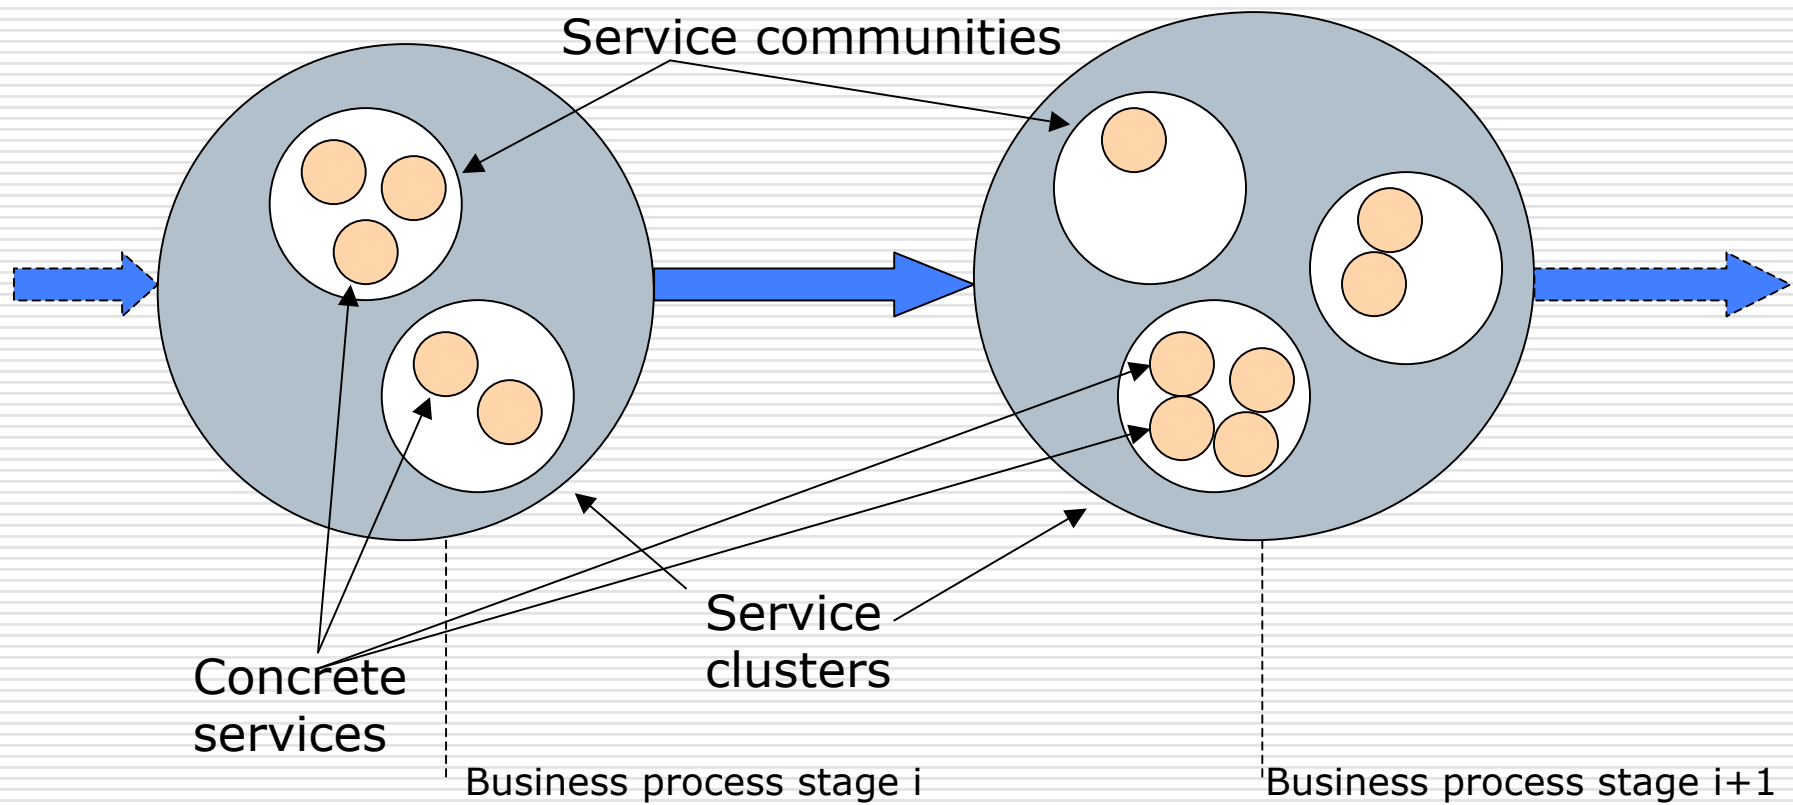 Service communities
Service
clusters
Concrete
services
Business process stage i
Business process stage i+1